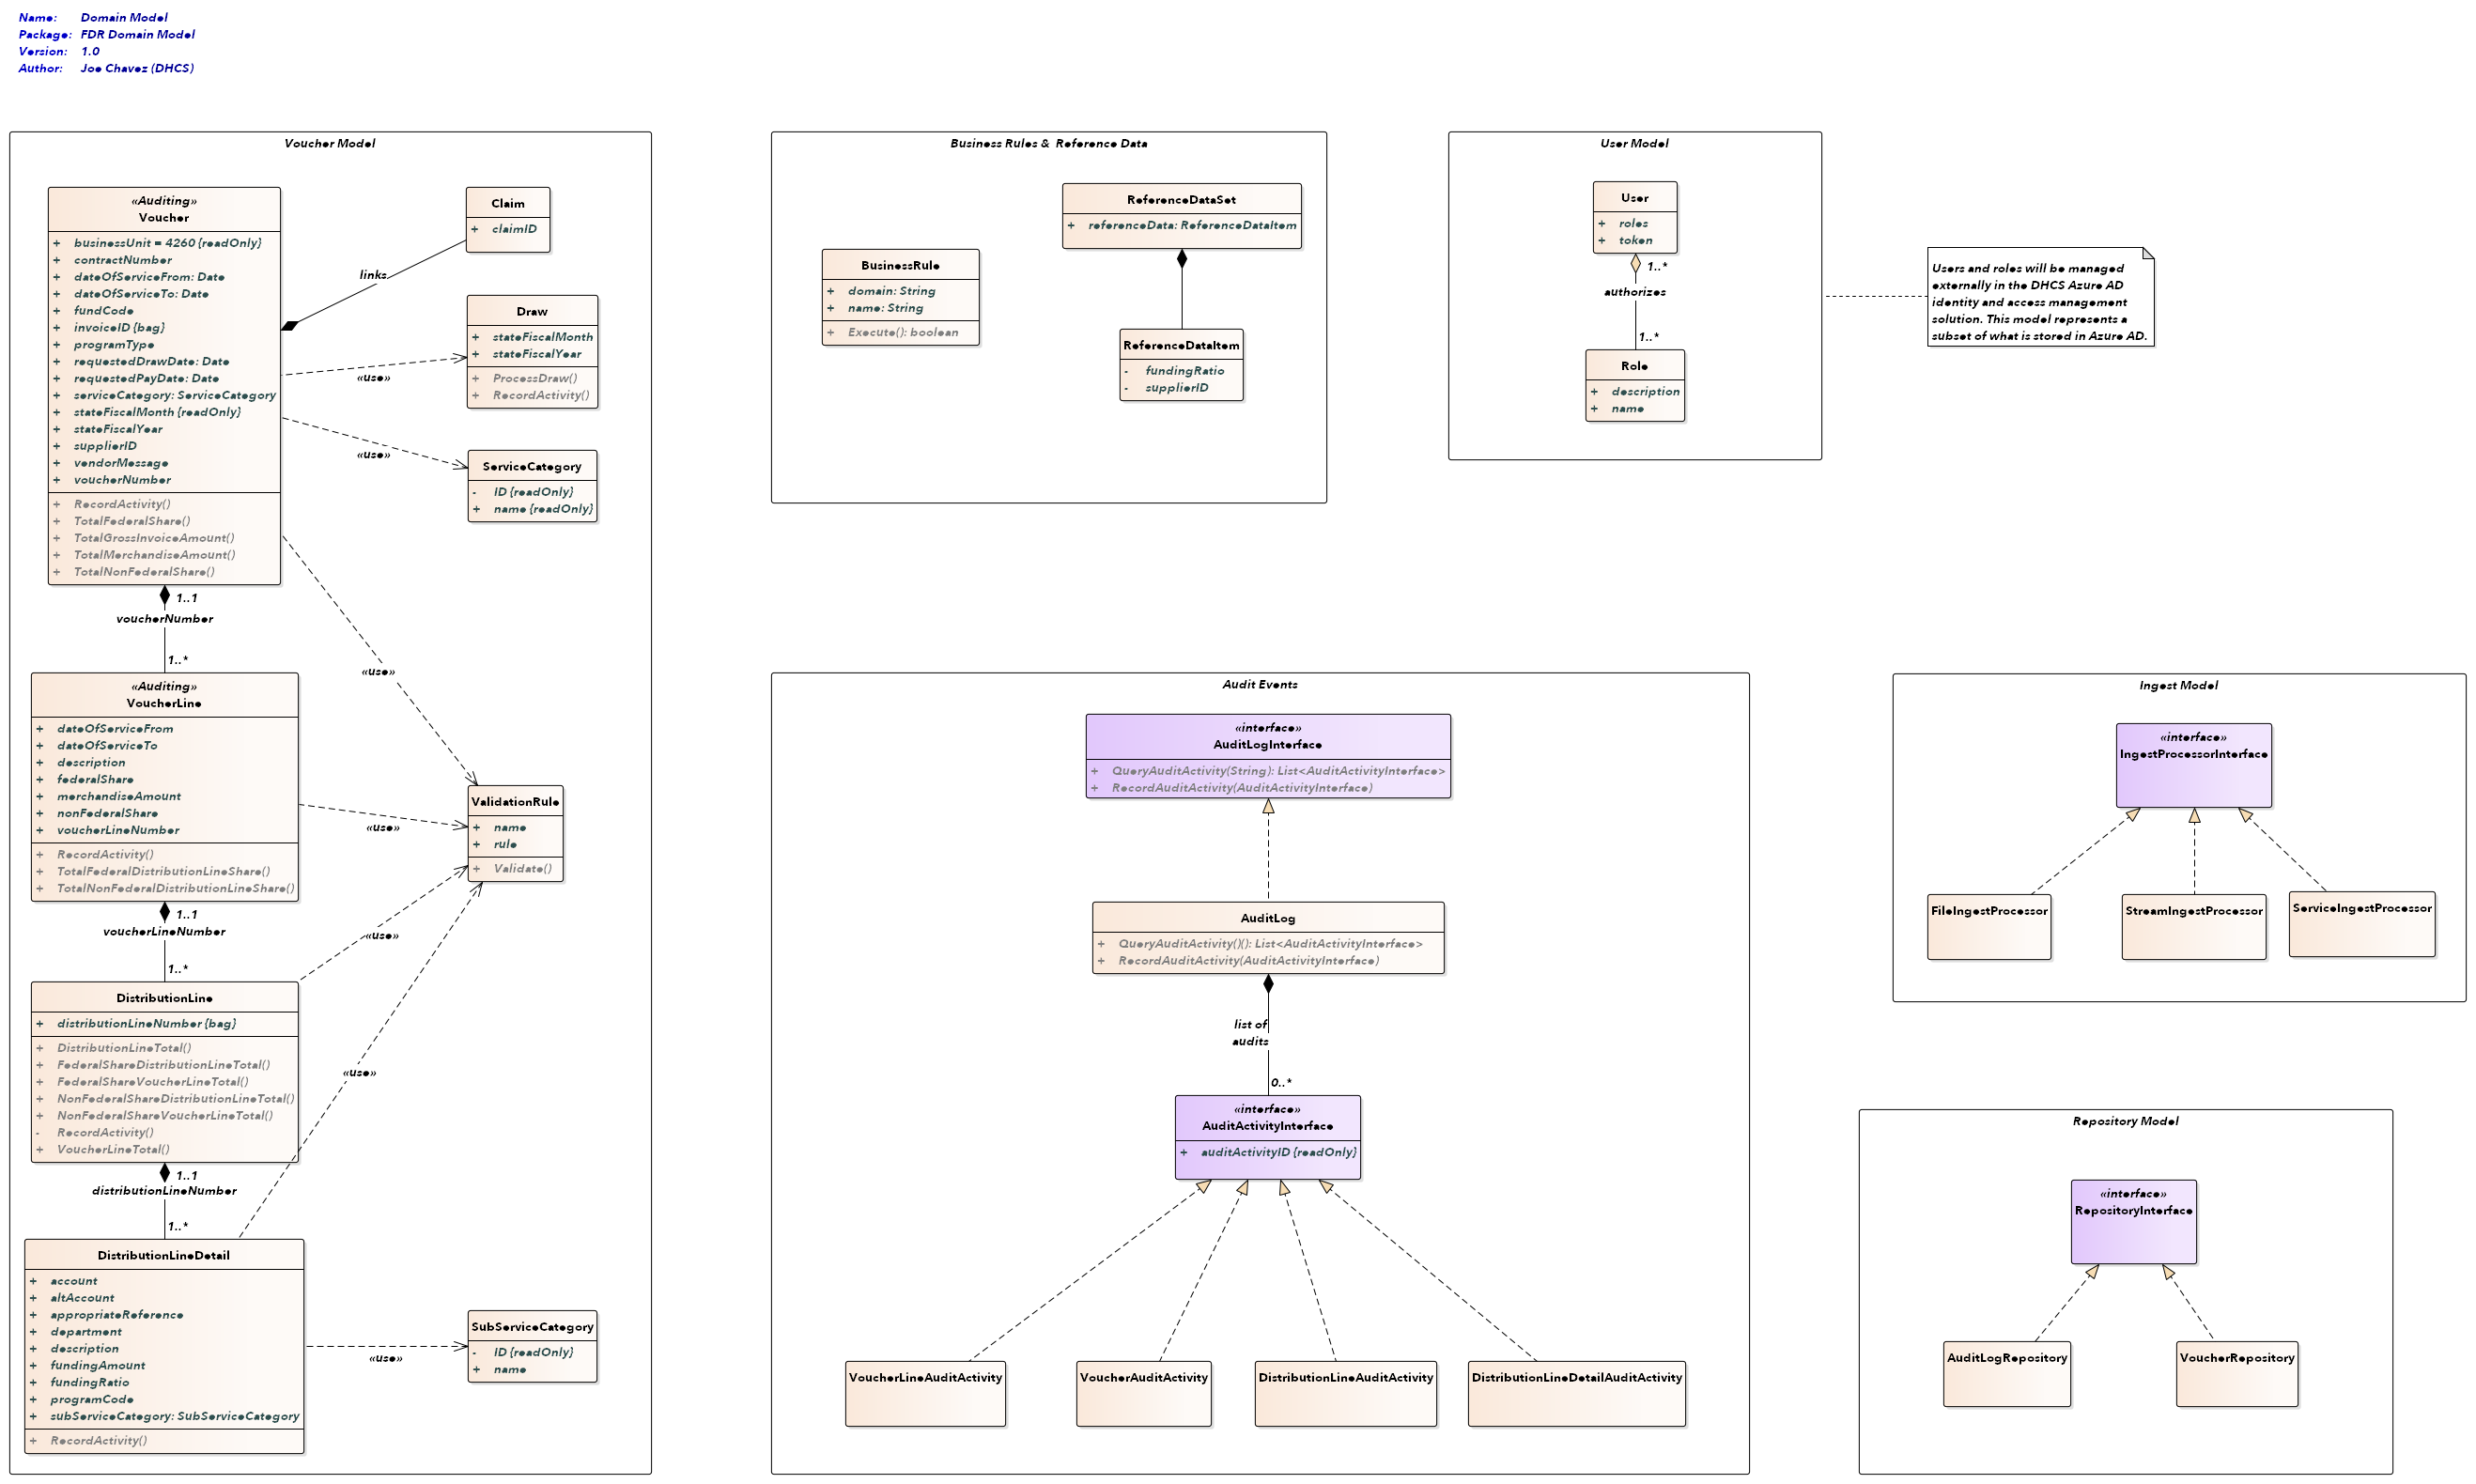 Name: Domain Model
Package: FDR Domain Model
Version: 1.0
Author: Joe Chavez (DHCS)
Voucher Model
«Auditing»
Voucher
+ businessUnit = 4260 {readOnly}
+ contractNumber
+ dateOfServiceFrom: Date
+ dateOfServiceTo: Date
+ fundCode
+ invoiceID {bag}
+ programType
+ requestedDrawDate: Date
+ requestedPayDate: Date
+ serviceCategory: ServiceCategory
+ stateFiscalMonth {readOnly}
+ stateFiscalYear
+ supplierID
+ vendorMessage
+ voucherNumber
+ RecordActivity()
+ TotalFederalShare()
+ TotalGrossInvoiceAmount()
+ TotalMerchandiseAmount()
+ TotalNonFederalShare()
Claim
+ claimID
links
Draw
+ stateFiscalMonth
+ stateFiscalYear
+ ProcessDraw()
+ RecordActivity()
«use»
ServiceCategory
- ID {readOnly}
+ name {readOnly}
«use»
1..1
voucherNumber
1..*
«use»
«Auditing»
VoucherLine
+ dateOfServiceFrom
+ dateOfServiceTo
+ description
+ federalShare
+ merchandiseAmount
+ nonFederalShare
+ voucherLineNumber
+ RecordActivity()
+ TotalFederalDistributionLineShare()
+ TotalNonFederalDistributionLineShare()
«use»
ValidationRule
+ name
+ rule
+ Validate()
1..1
voucherLineNumber
1..*
«use»
DistributionLine
+ distributionLineNumber {bag}
+ DistributionLineTotal()
+ FederalShareDistributionLineTotal()
+ FederalShareVoucherLineTotal()
+ NonFederalShareDistributionLineTotal()
+ NonFederalShareVoucherLineTotal()
- RecordActivity()
+ VoucherLineTotal()
«use»
1..1
distributionLineNumber
1..*
DistributionLineDetail
+ account
+ altAccount
+ appropriateReference
+ department
+ description
+ fundingAmount
+ fundingRatio
+ programCode
+ subServiceCategory: SubServiceCategory
+ RecordActivity()
«use»
SubServiceCategory
- ID {readOnly}
+ name
Business Rules & Reference Data
BusinessRule
+ domain: String
+ name: String
+ Execute(): boolean
ReferenceDataSet
+ referenceData: ReferenceDataItem
ReferenceDataItem
- fundingRatio
- supplierID
User Model
User
+ roles
+ token
1..*
authorizes
1..*
Role
+ description
+ name
Users and roles will be managed
externally in the DHCS Azure AD
identity and access management
solution. This model represents a
subset of what is stored in Azure AD.
Audit Events
«interface»
AuditLogInterface
+ QueryAuditActivity(String): List<AuditActivityInterface>
+ RecordAuditActivity(AuditActivityInterface)
AuditLog
+ QueryAuditActivity()(): List<AuditActivityInterface>
+ RecordAuditActivity(AuditActivityInterface)
list of
audits
0..*
«interface»
AuditActivityInterface
+ auditActivityID {readOnly}
VoucherLineAuditActivity
VoucherAuditActivity
DistributionLineAuditActivity
DistributionLineDetailAuditActivity
Ingest Model
«interface»
IngestProcessorInterface
FileIngestProcessor
StreamIngestProcessor
ServiceIngestProcessor
Repository Model
«interface»
RepositoryInterface
AuditLogRepository
VoucherRepository